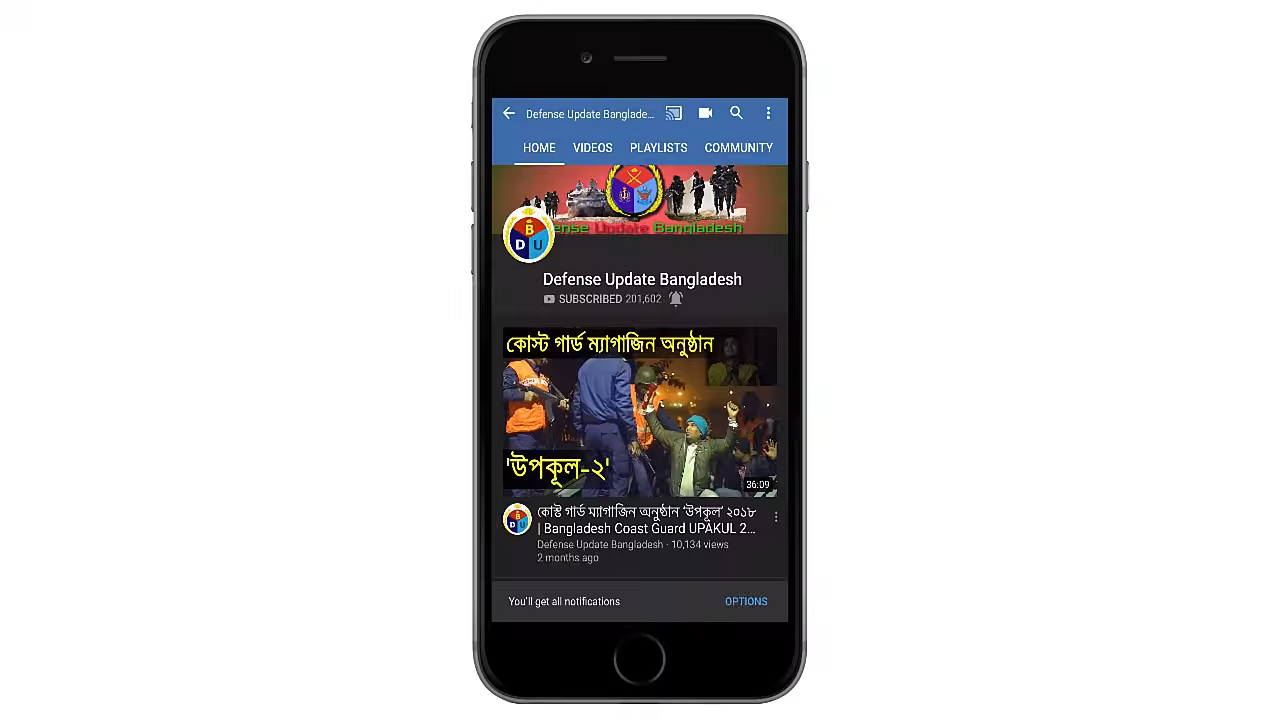 Defense Update Banglade...
HOME VIDEOS PLAYLISTS COMMUNITY
ense Update Bangladesh
B
D U
Defense Update Bangladesh
SUBSCRIBED 201,602
কোস্ট গার্ড ম্যাগাজিন অনুষ্ঠান
'উপকূল-২'
36:09
B
D U
কোস্ট গার্ড ম্যাগাজিন অনুষ্ঠান ‘উপকূল’ ২০১৮
| Bangladesh Coast Guard UPAKUL 2...
Defense Update Bangladesh · 10,134 views
2 months ago
You'll get all notifications OPTIONS